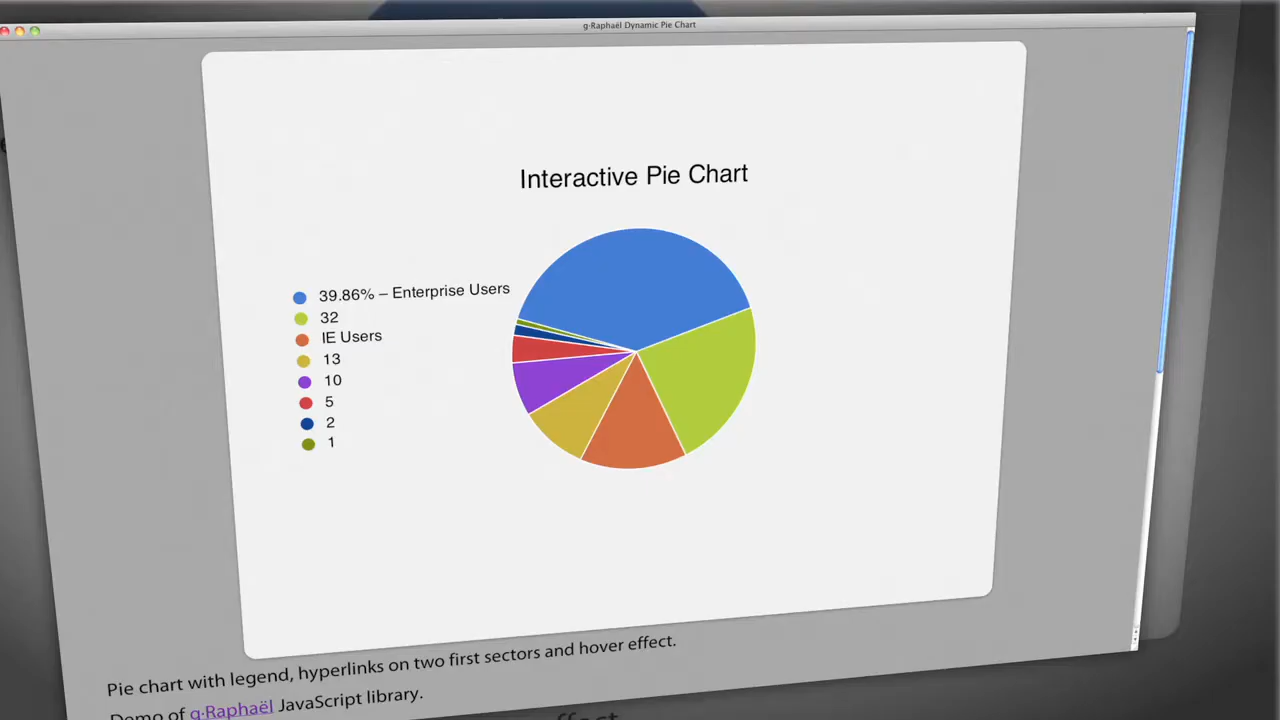 g·Raphaël Dynamic Pie Chart
Interactive Pie Chart
39.86% – Enterprise Users
32
IE Users
13
10
5
2
1
Pie chart with legend, hyperlinks on two first sectors and hover effect.
Demo of g·Raphaël JavaScript library.
effect